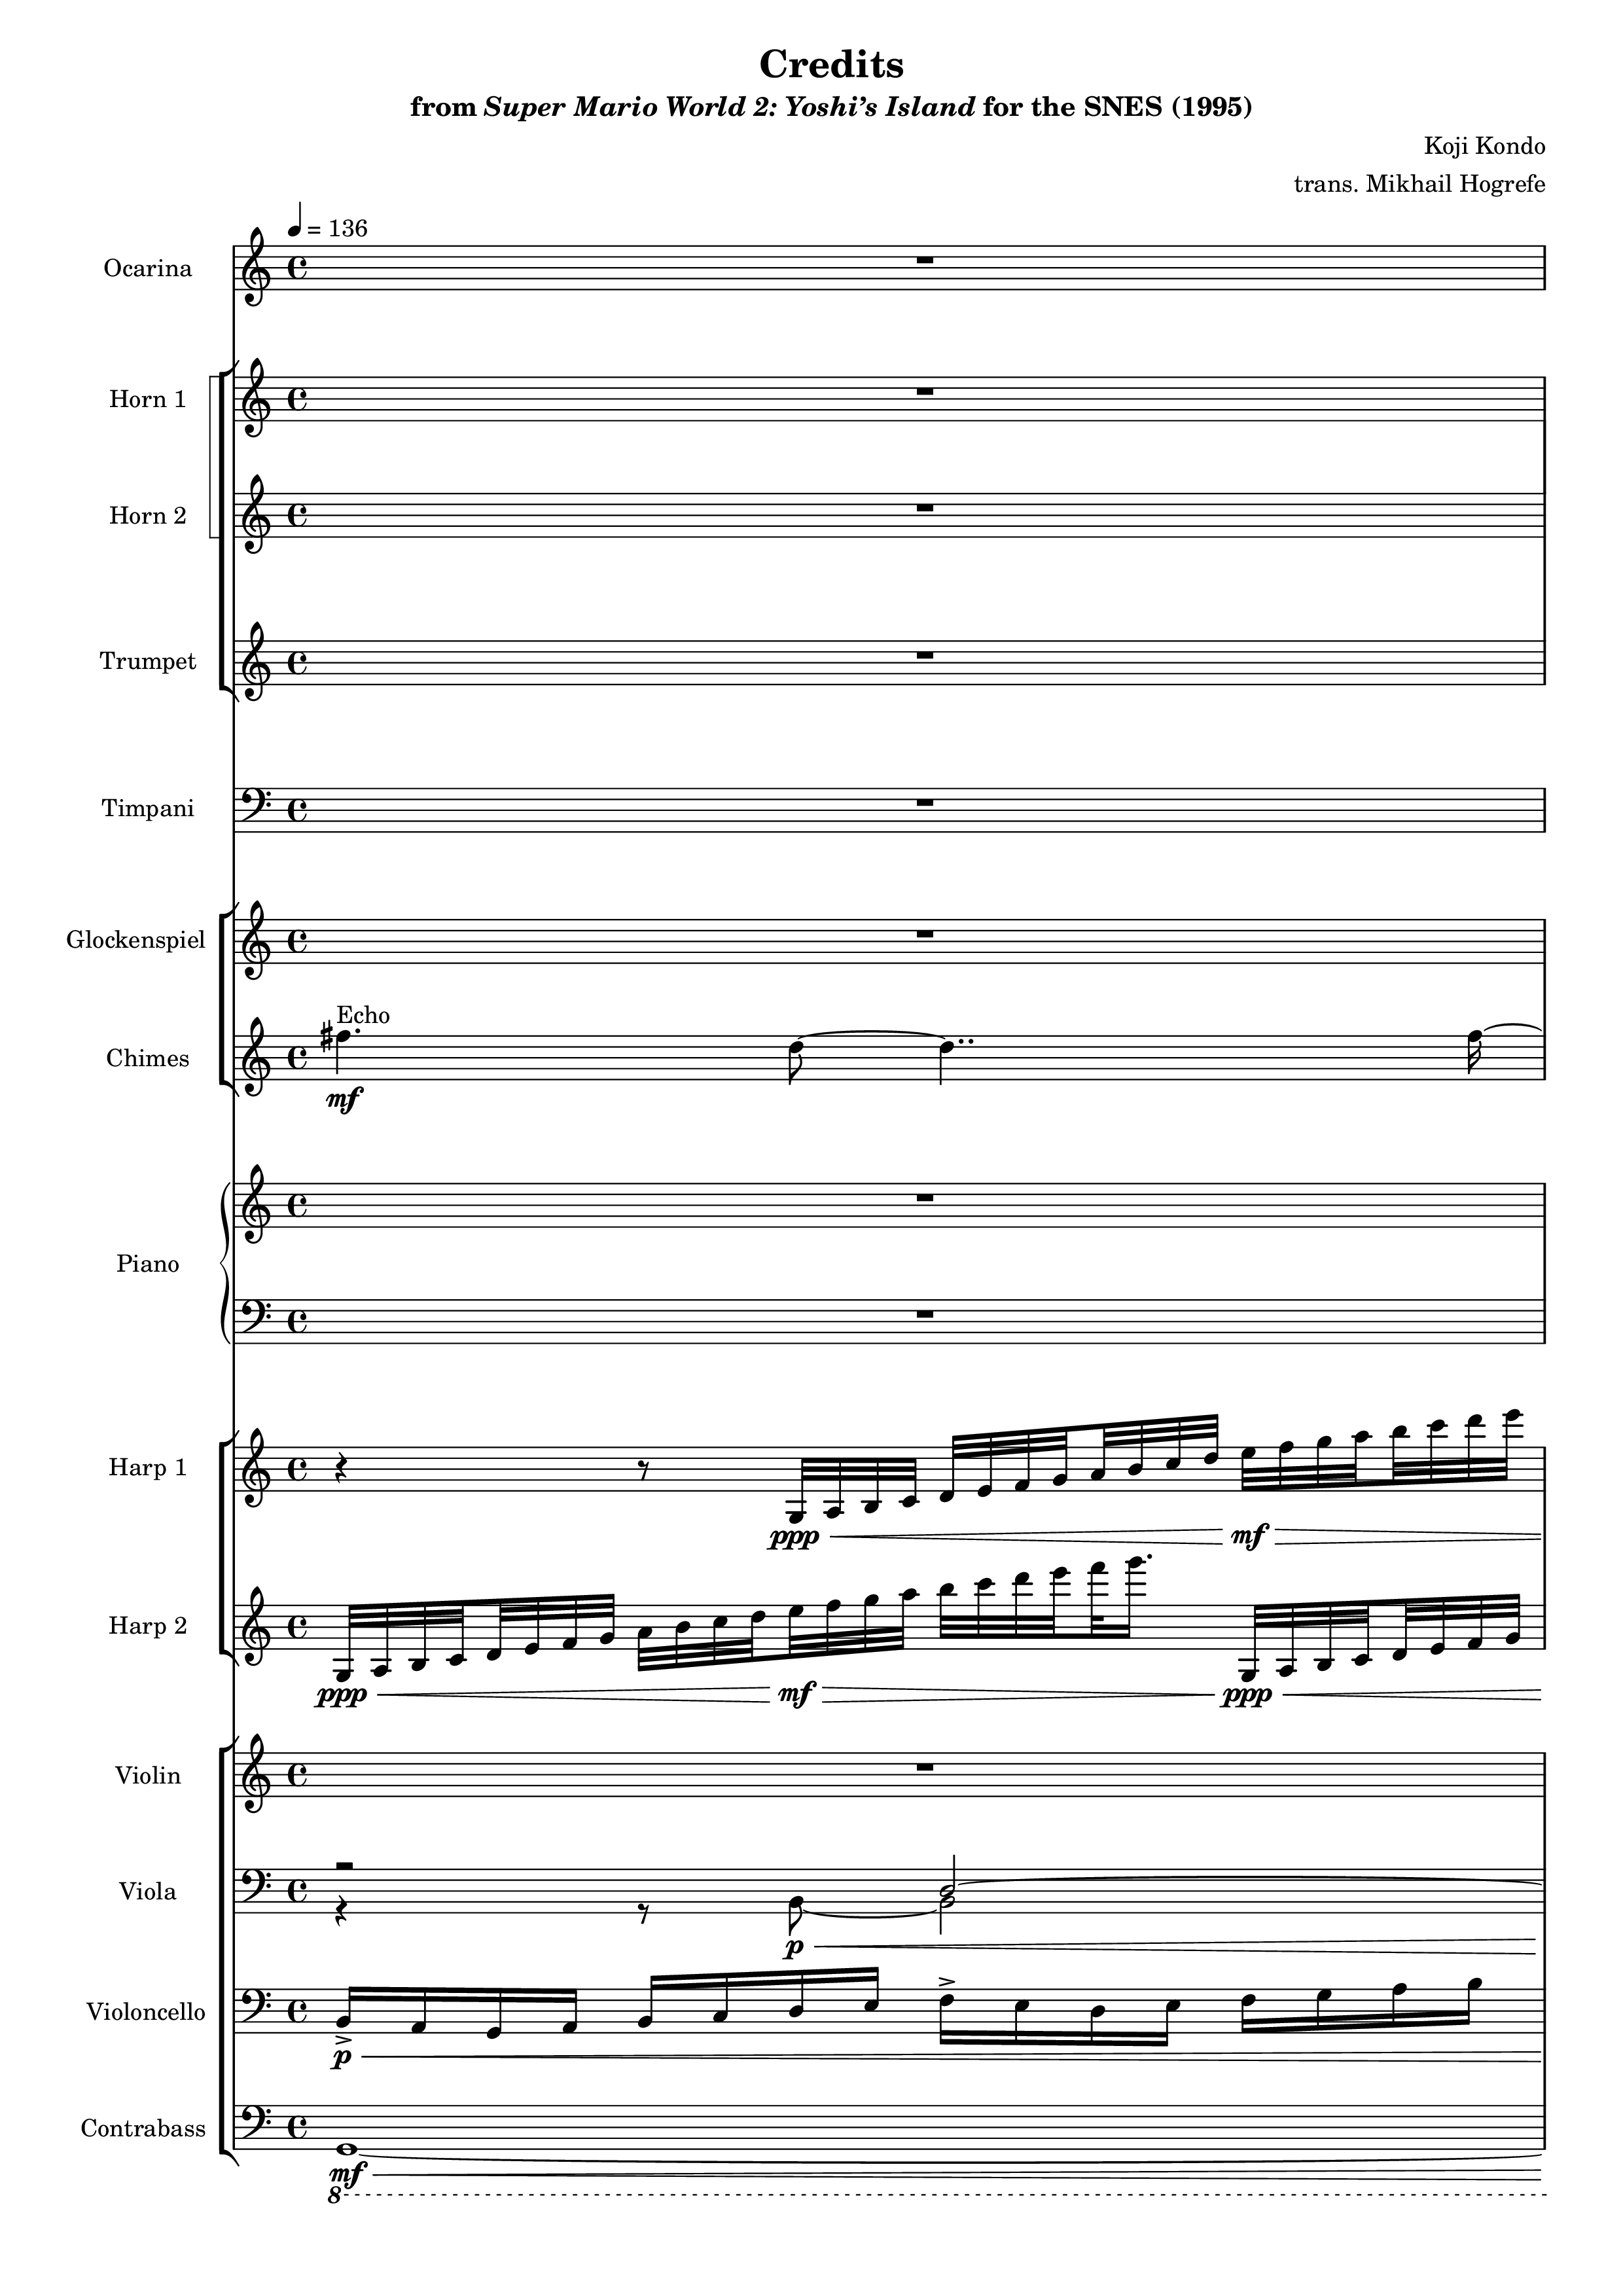 Credits
from Super Mario World 2: Yoshi’s Island for the SNES (1995)
Koji Kondo
trans. Mikhail Hogrefe
= 136
Ocarina
Horn 1
Horn 2
Trumpet
Timpani
Glockenspiel
Echo
Chimes
mf
Piano
Harp 1
ppp mf
Harp 2
ppp mf ppp
Violin
Viola
p
Violoncello
p
Contrabass
mf
8